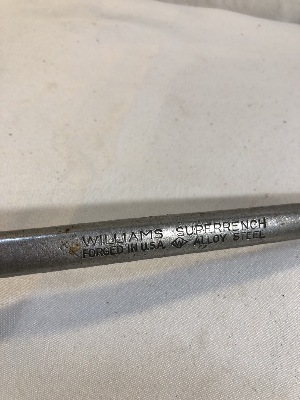 WILLIAMS SUPERRENCH
FORGED IN U.S.A. W ALLOY STEEL